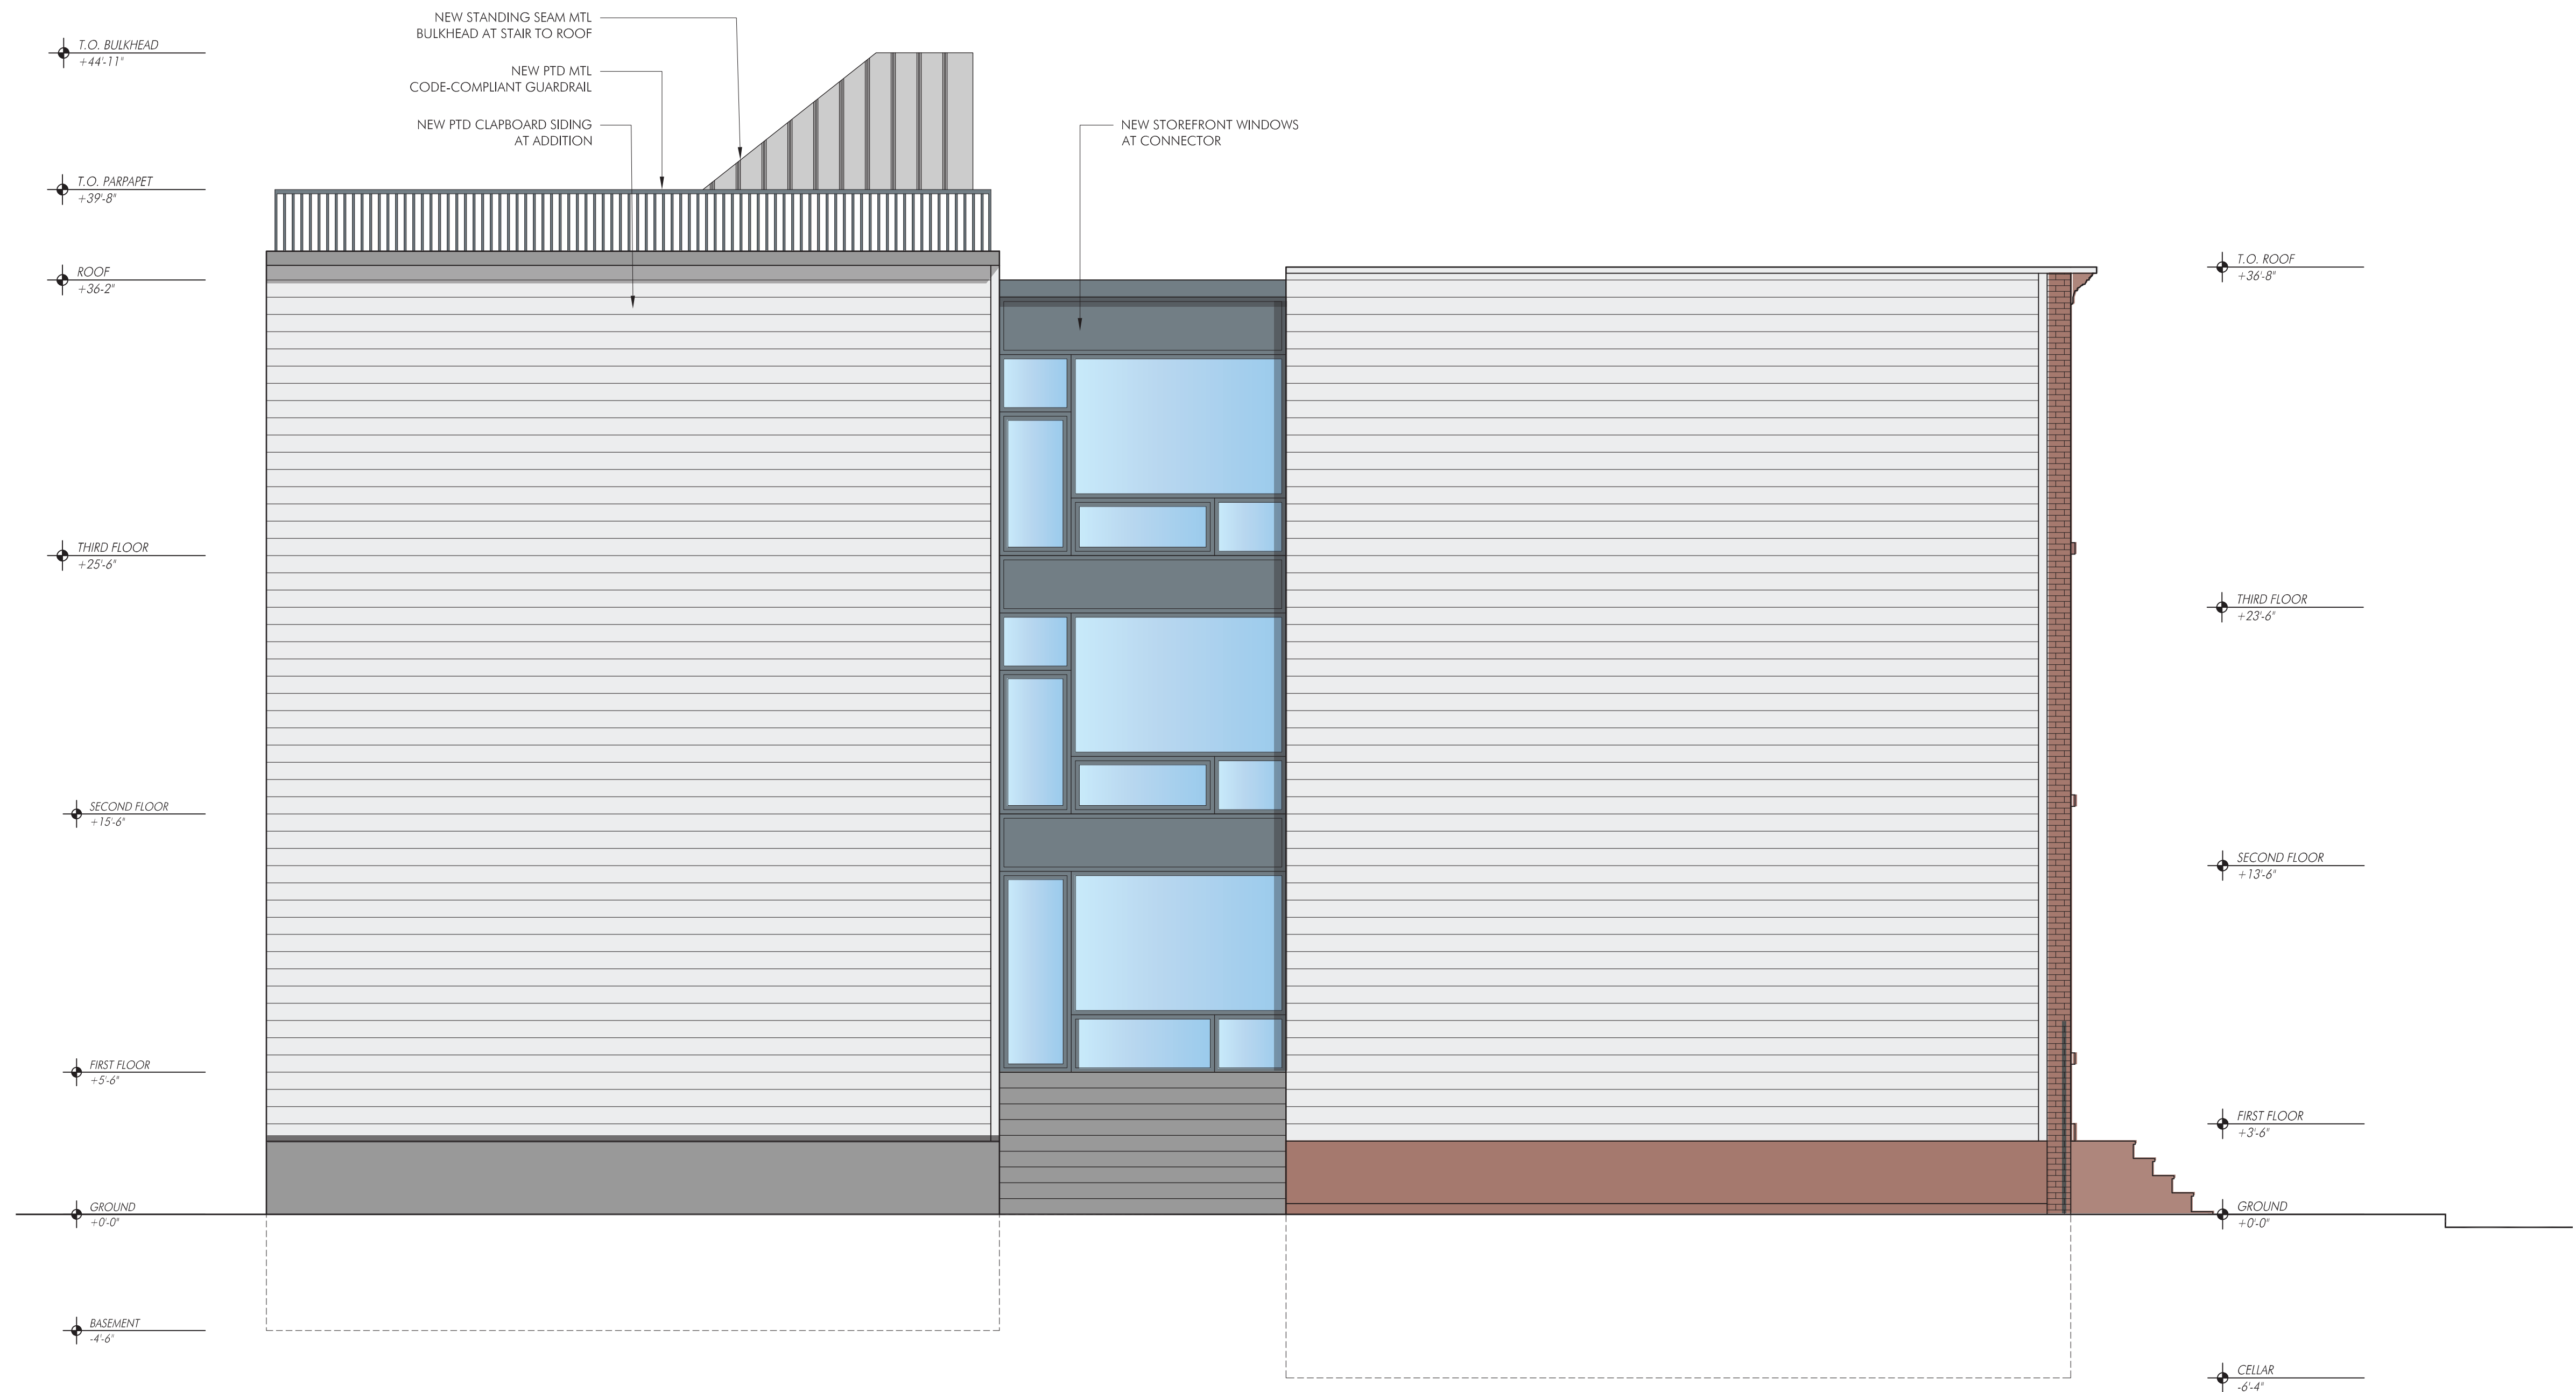 NEW STANDING SEAM MTL
BULKHEAD AT STAIR TO ROOF
NEW PTD MTL
CODE-COMPLIANT GUARDRAIL
NEW PTD CLAPBOARD SIDING
AT ADDITION
NEW STOREFRONT WINDOWS
AT CONNECTOR
T.O. BULKHEAD
+44'-11"
T.O. PARPAPET
+39'-8"
ROOF
+36-2"
THIRD FLOOR
+25'-6"
SECOND FLOOR
+15'-6"
FIRST FLOOR
+5'-6"
GROUND
+0'-0"
BASEMENT
-4'-6"
T.O. ROOF
+36'-8"
THIRD FLOOR
+23'-6"
SECOND FLOOR
+13'-6"
FIRST FLOOR
+3'-6"
GROUND
+0'-0"
CELLAR
-6'-4"